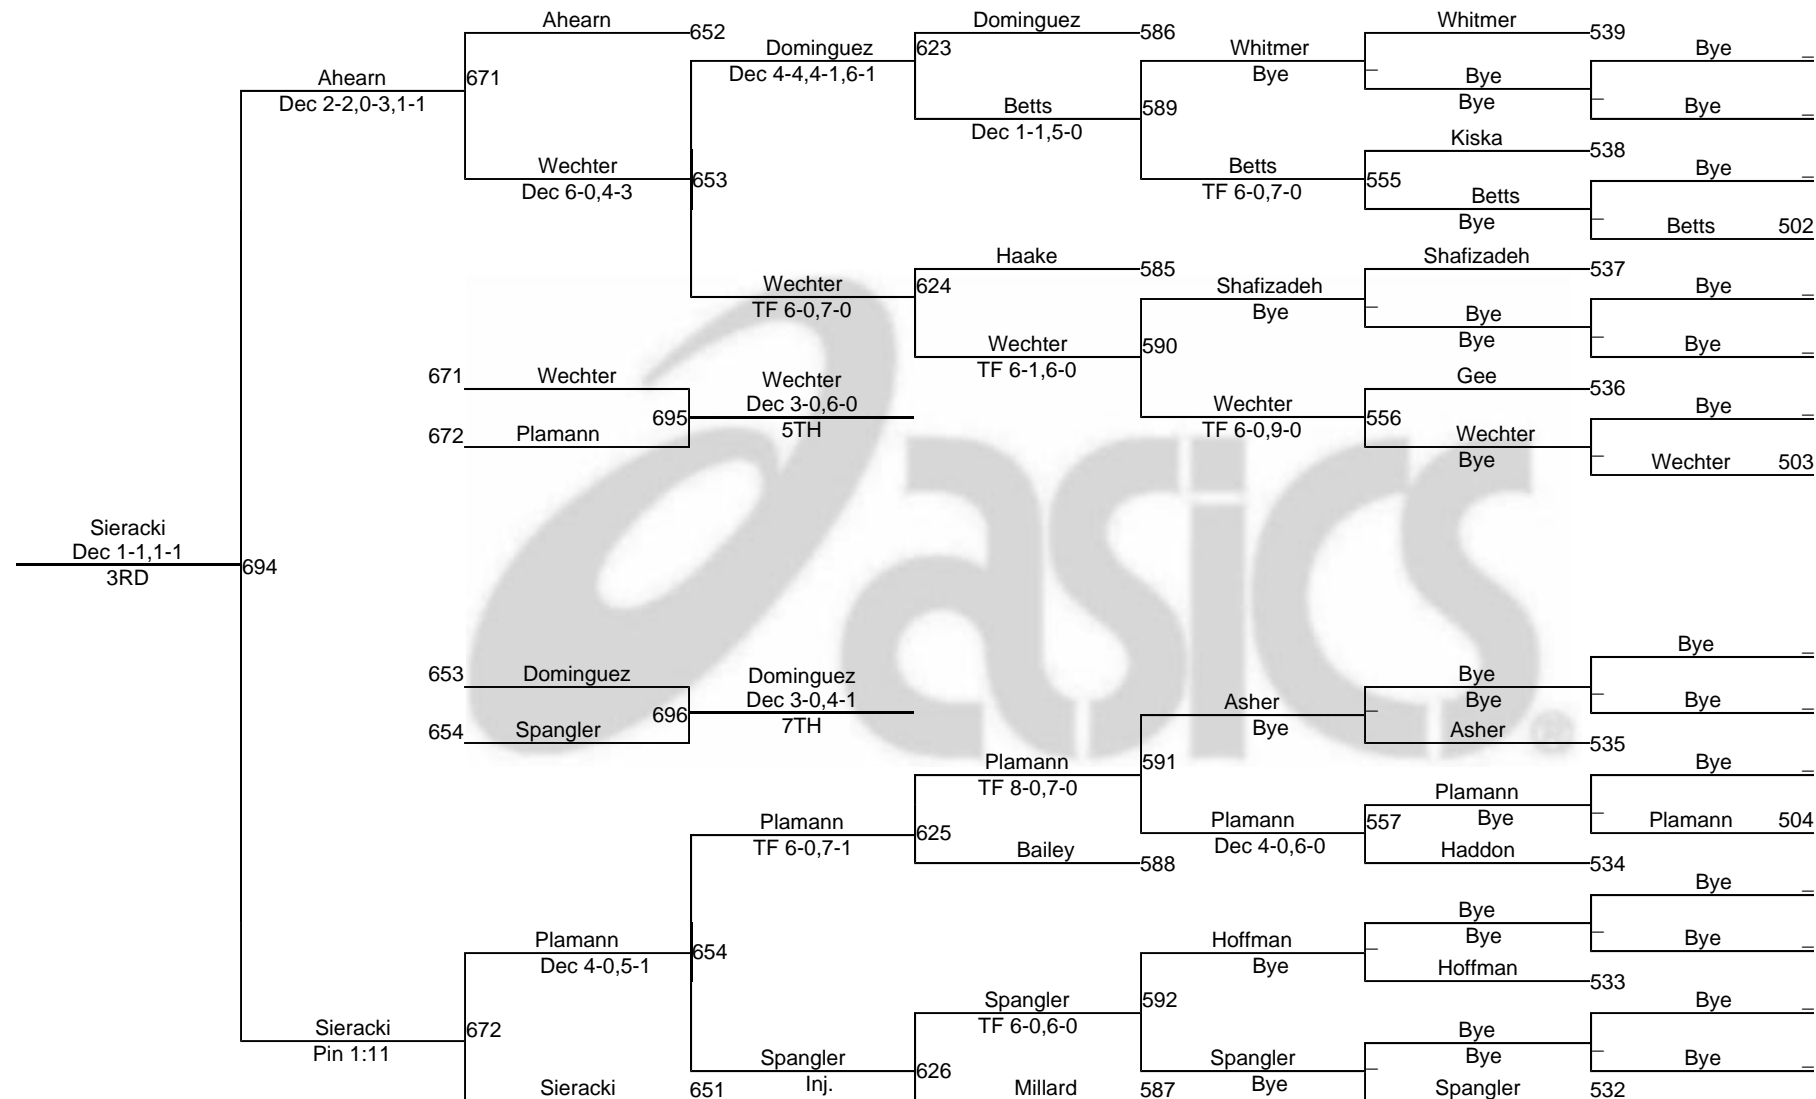 Ahearn
652
Dominguez
586
Whitmer
539
Bye
Dominguez
Dec 4-4,4-1,6-1
623
Whitmer
Bye
Bye
Bye
Bye
Ahearn
Dec 2-2,0-3,1-1
671
Betts
Dec 1-1,5-0
589
Kiska
538
Bye
Wechter
Dec 6-0,4-3
653
Betts
TF 6-0,7-0
555
Betts
Bye
Betts 502
Haake
585
Shafizadeh
537
Bye
Wechter
TF 6-0,7-0
624
Shafizadeh
Bye
Bye
Bye
Bye
Wechter
TF 6-1,6-0
590
Gee
536
Bye
671 Wechter
672 Plamann
695
Wechter
Dec 3-0,6-0
5TH
Wechter
TF 6-0,9-0
556
Wechter
Bye
Wechter 503
asics
®
Sieracki
Dec 1-1,1-1
3RD
694
653 Dominguez
654 Spangler
696
Dominguez
Dec 3-0,4-1
7TH
Bye
Bye
Bye
Bye
Asher
Bye
Asher
535
Plamann
TF 8-0,7-0
591
Bye
Plamann
TF 6-0,7-1
625
Plamann
Dec 4-0,6-0
557
Plamann
Bye
Plamann 504
Bailey
588
Haddon
534
Bye
Bye
Bye
Bye
Plamann
Dec 4-0,5-1
654
Hoffman
Bye
Hoffman
533
Spangler
TF 6-0,6-0
592
Bye
Sieracki
Pin 1:11
672
Bye
Bye
Bye
Spangler
Inj.
626
Spangler
Bye
Sieracki
651
Millard
587
Spangler
532